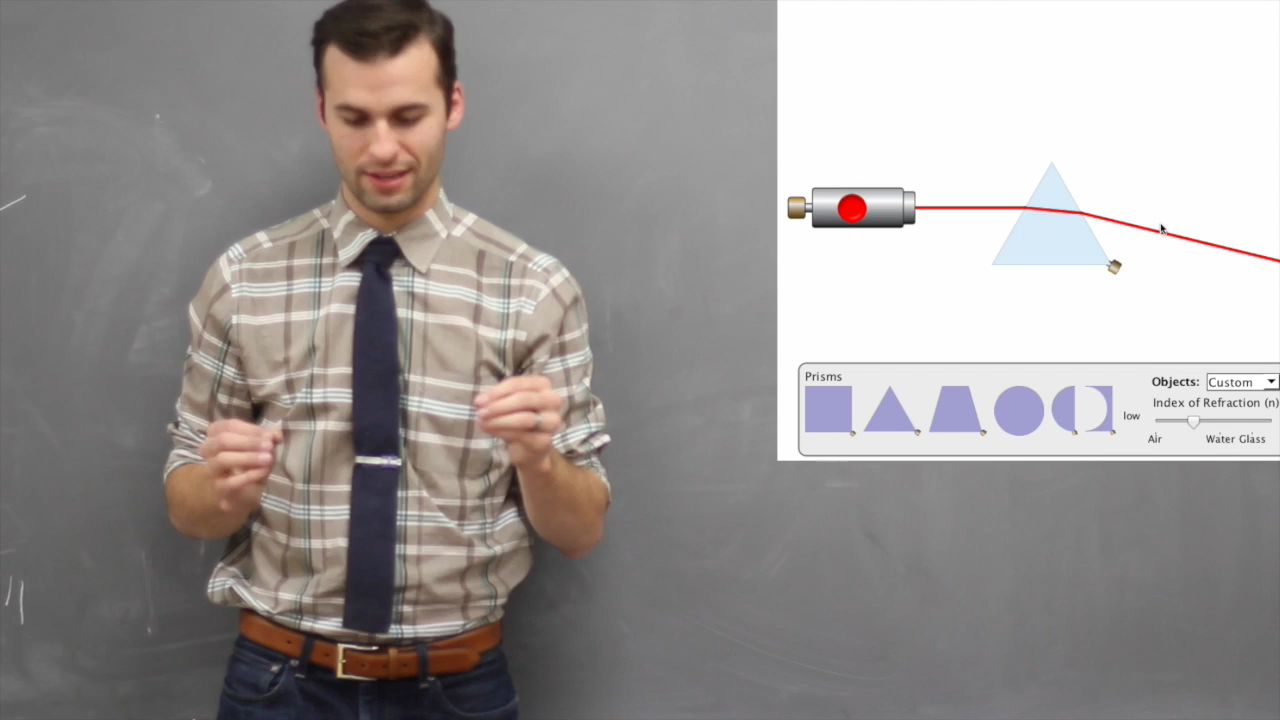 Prisms
Objects: Custom
Index of Refraction (n)
low
Air
Water Glass